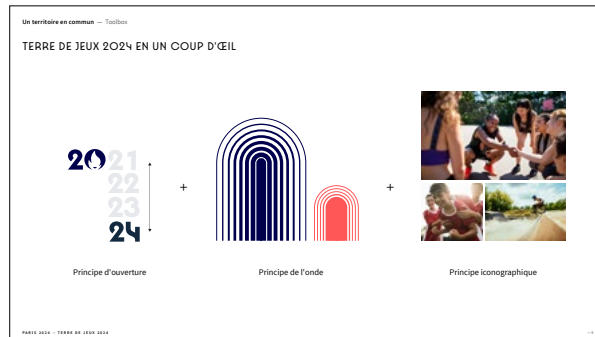 Un territoire en commun — Toolbox
TERRE DE JEUX 2024 EN UN COUP D'ŒIL
2021
22
23
24
+
+
Principe d'ouverture
Principe de l'onde
Principe iconographique
PARIS 2024 — TERRE DE JEUX 2024